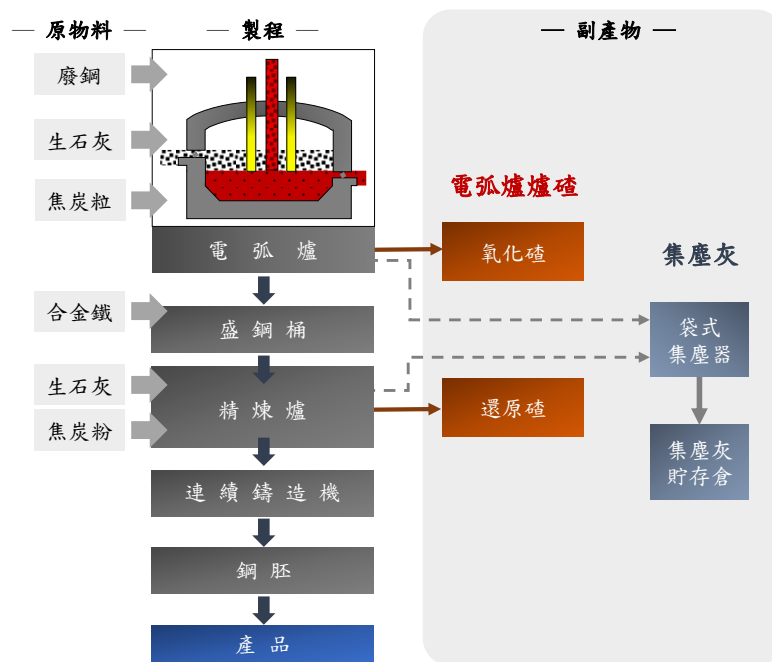 — 原物料 —
— 製程 —
— 副產物 —
廢鋼
生石灰
焦炭粒
電弧爐
電弧爐爐碴
氧化碴
集塵灰
合金鐵
盛鋼桶
袋式
集塵器
生石灰
焦炭粉
精煉爐
還原碴
集塵灰
貯存倉
連續鑄造機
鋼胚
產品